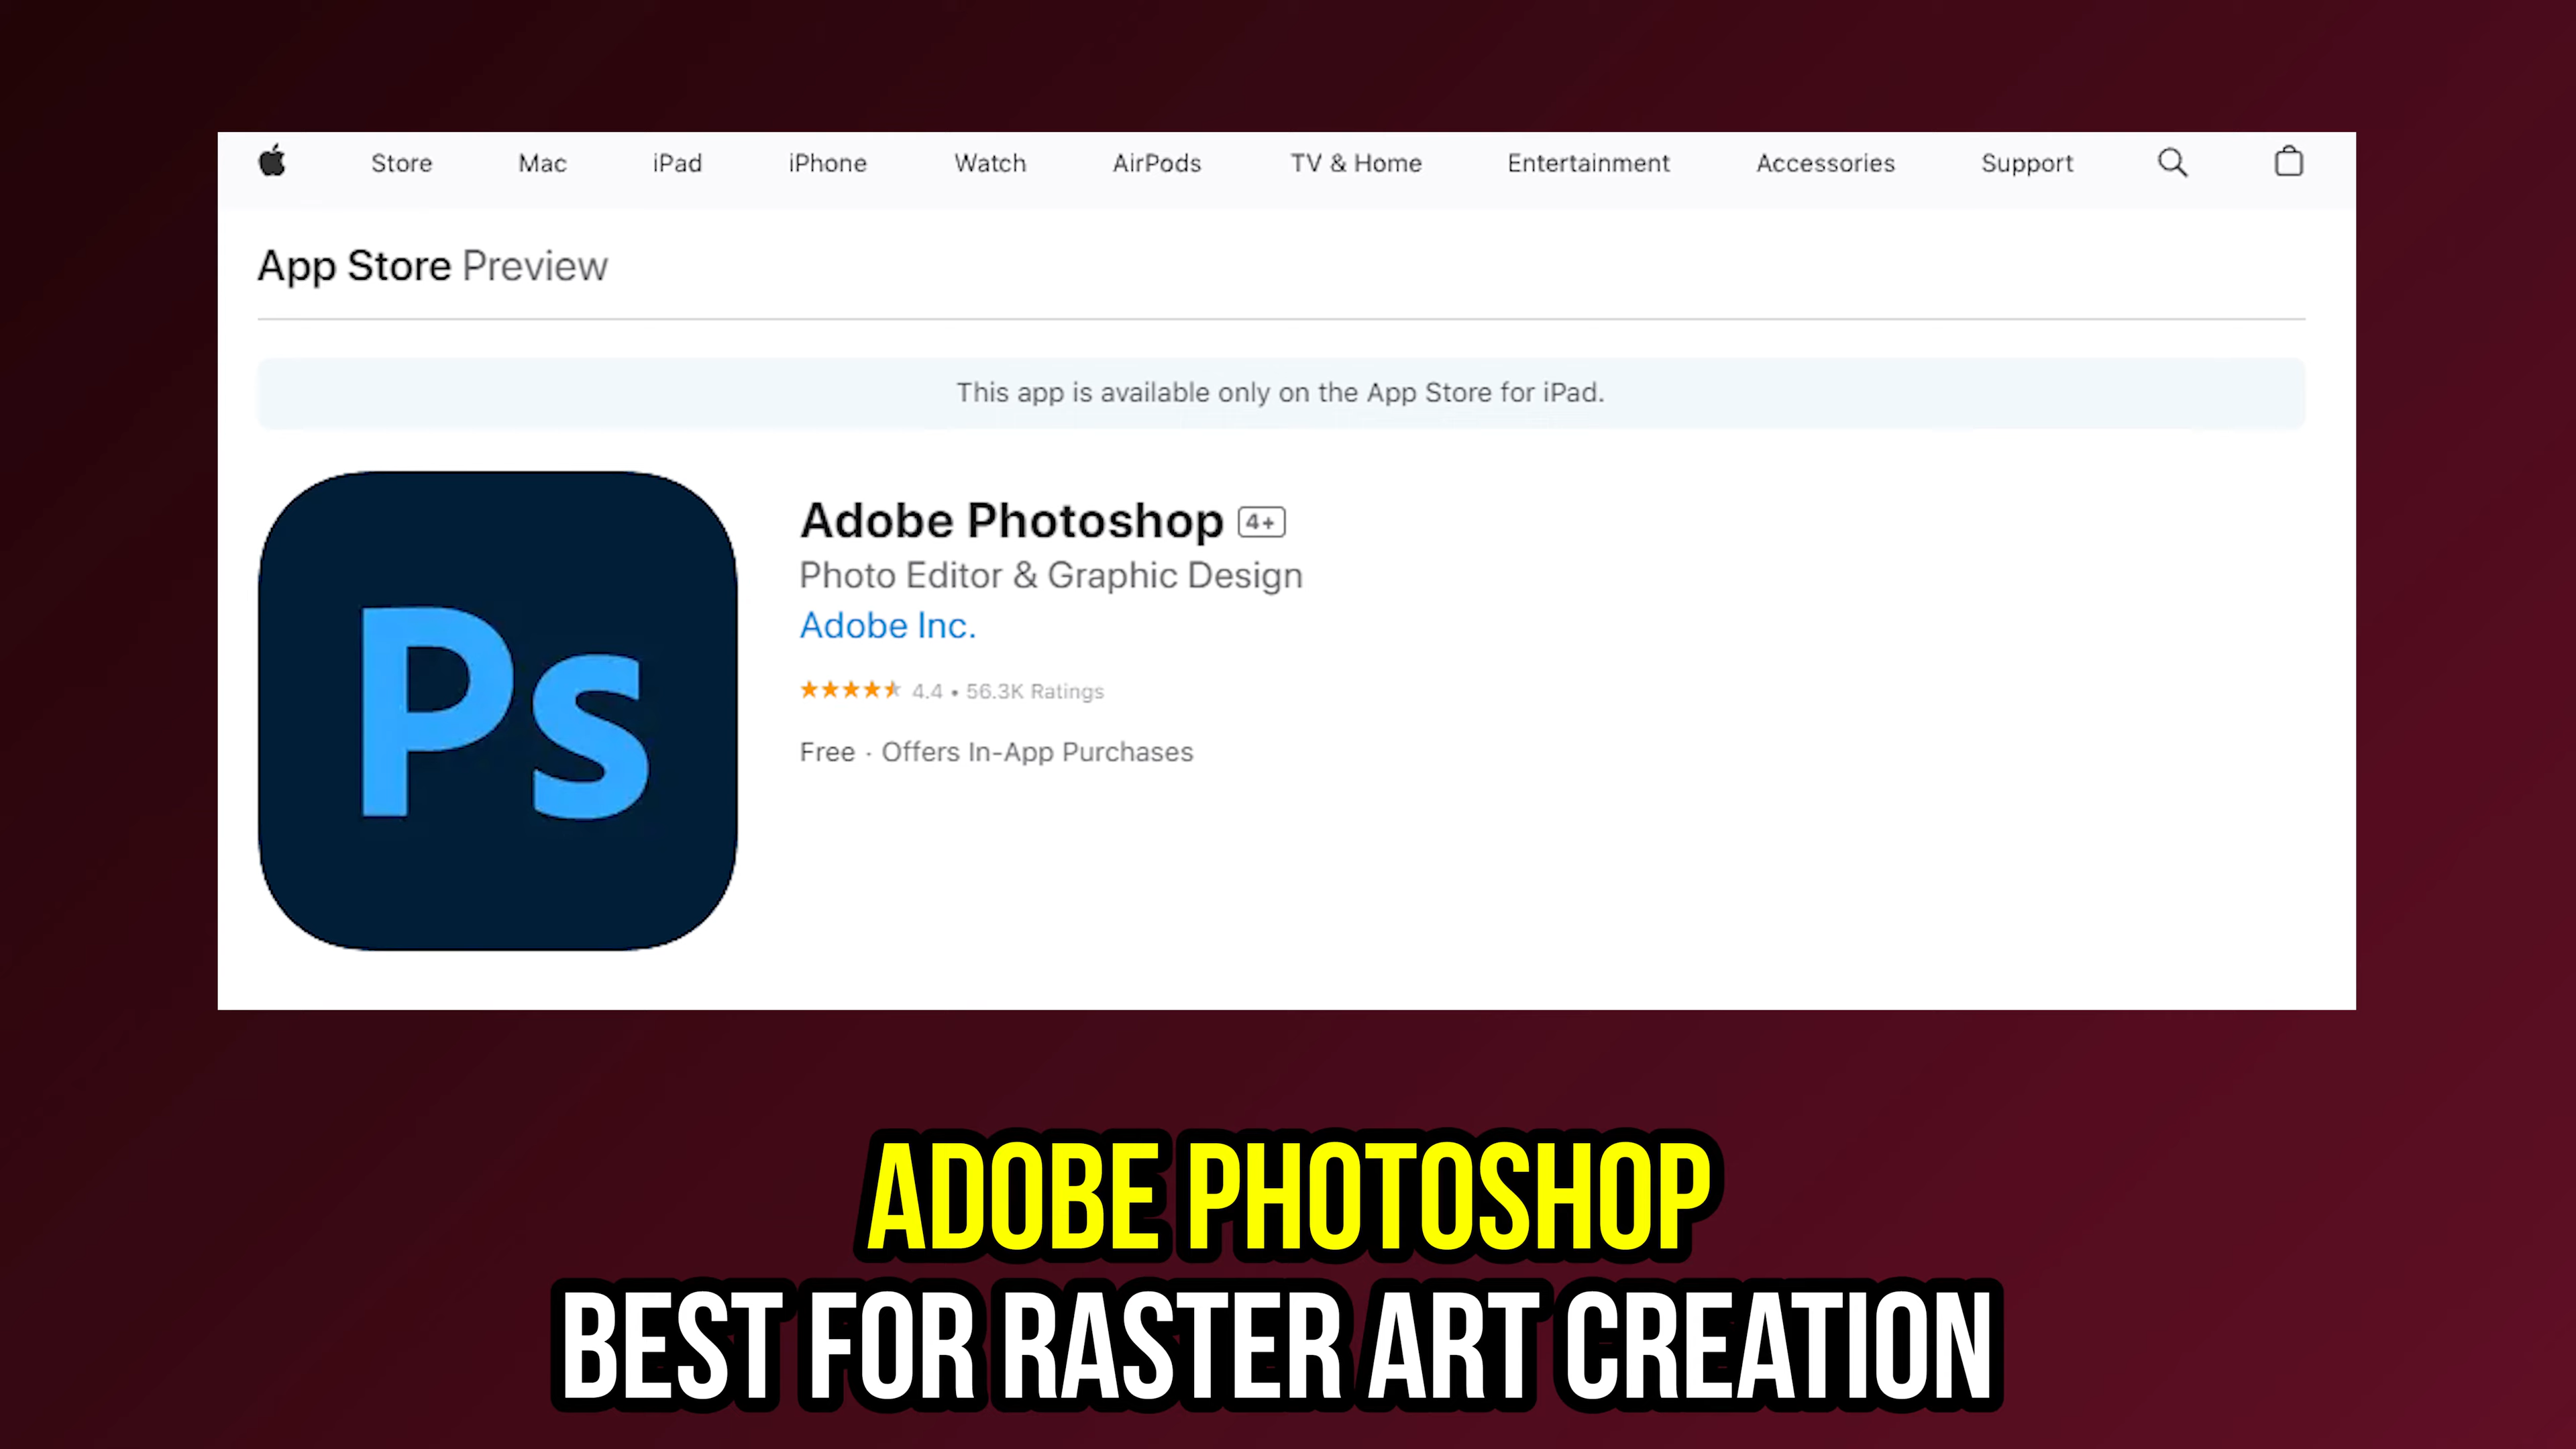 Store Mac iPad iPhone Watch AirPods TV & Home Entertainment Accessories Support
App Store Preview
This app is available only on the App Store for iPad.
Ps
Adobe Photoshop 4+
Photo Editor & Graphic Design
Adobe Inc.
4.4 • 56.3K Ratings
Free · Offers In-App Purchases
ADOBE PHOTOSHOP
BEST FOR RASTER ART CREATION